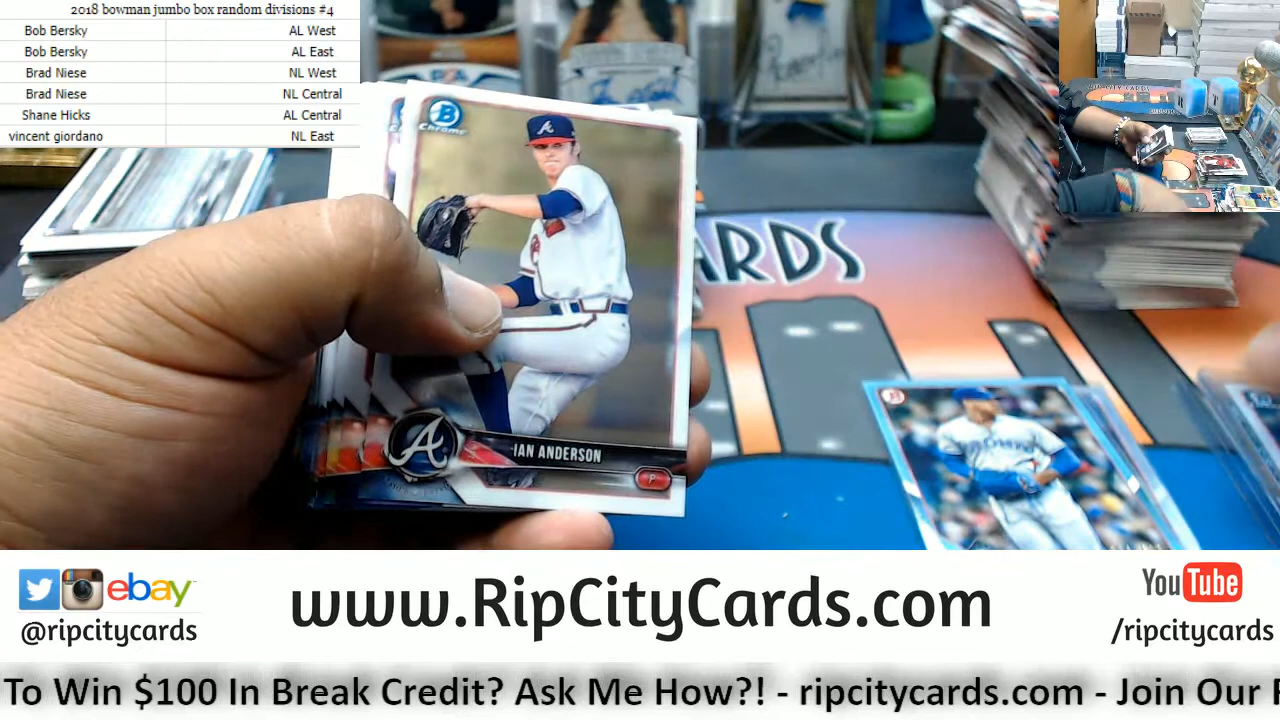 2018 bowman jumbo box random divisions #4
Bob Bersky AL West
Bob Bersky AL East
Brad Niese NL West
Brad Niese NL Central
Shane Hicks AL Central
vincent giordano NL East
B
Chrome
A
ARDS
A
IAN ANDERSON
P
ebay
@ripcitycards
www.RipCityCards.com
YouTube
/ripcitycards
To Win $100 In Break Credit? Ask Me How?! - ripcitycards.com - Join Our